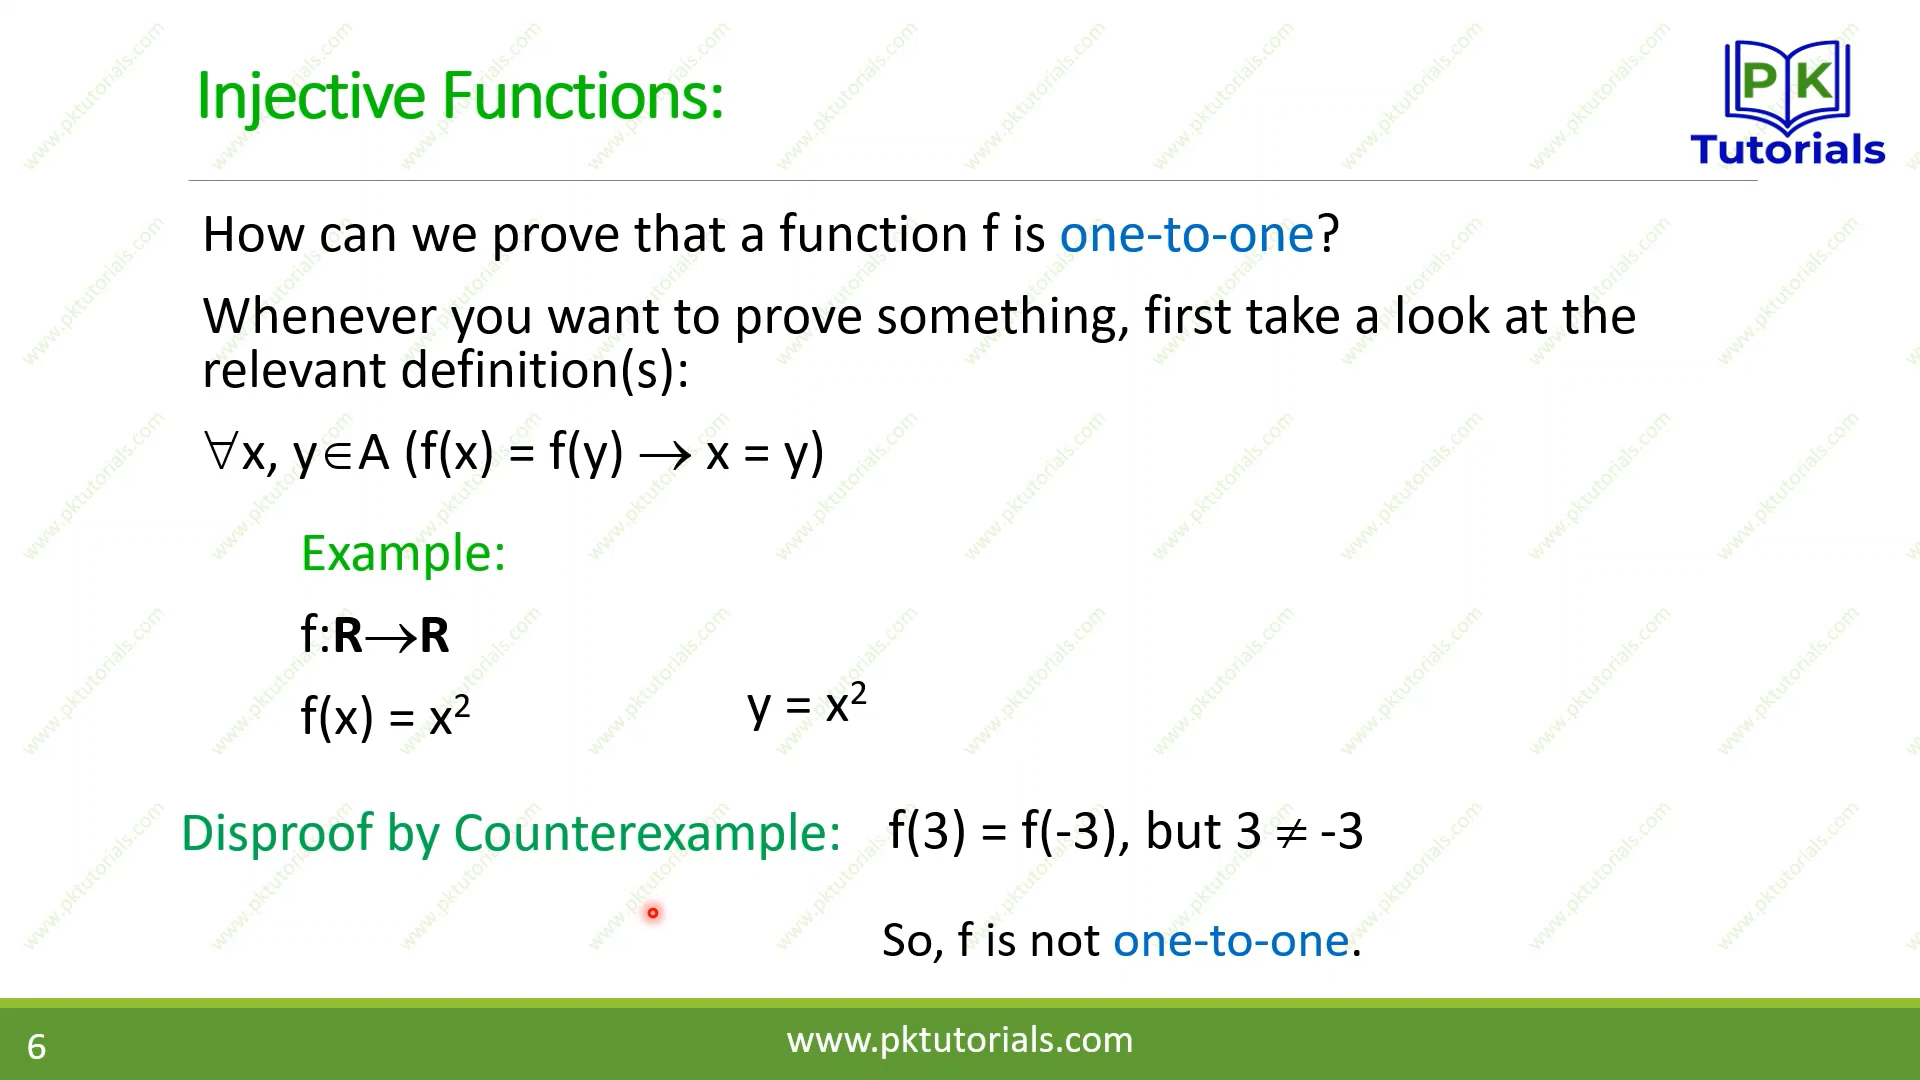 Injective Functions:
PK
Tutorials
How can we prove that a function f is one-to-one?
Whenever you want to prove something, first take a look at the
relevant definition(s):
∀x, y∈A (f(x) = f(y) → x = y)
Example:
f:R→R
f(x) = x²
y = x²
Disproof by Counterexample:
f(3) = f(-3), but 3 ≠ -3
So, f is not one-to-one.
6
www.pktutorials.com